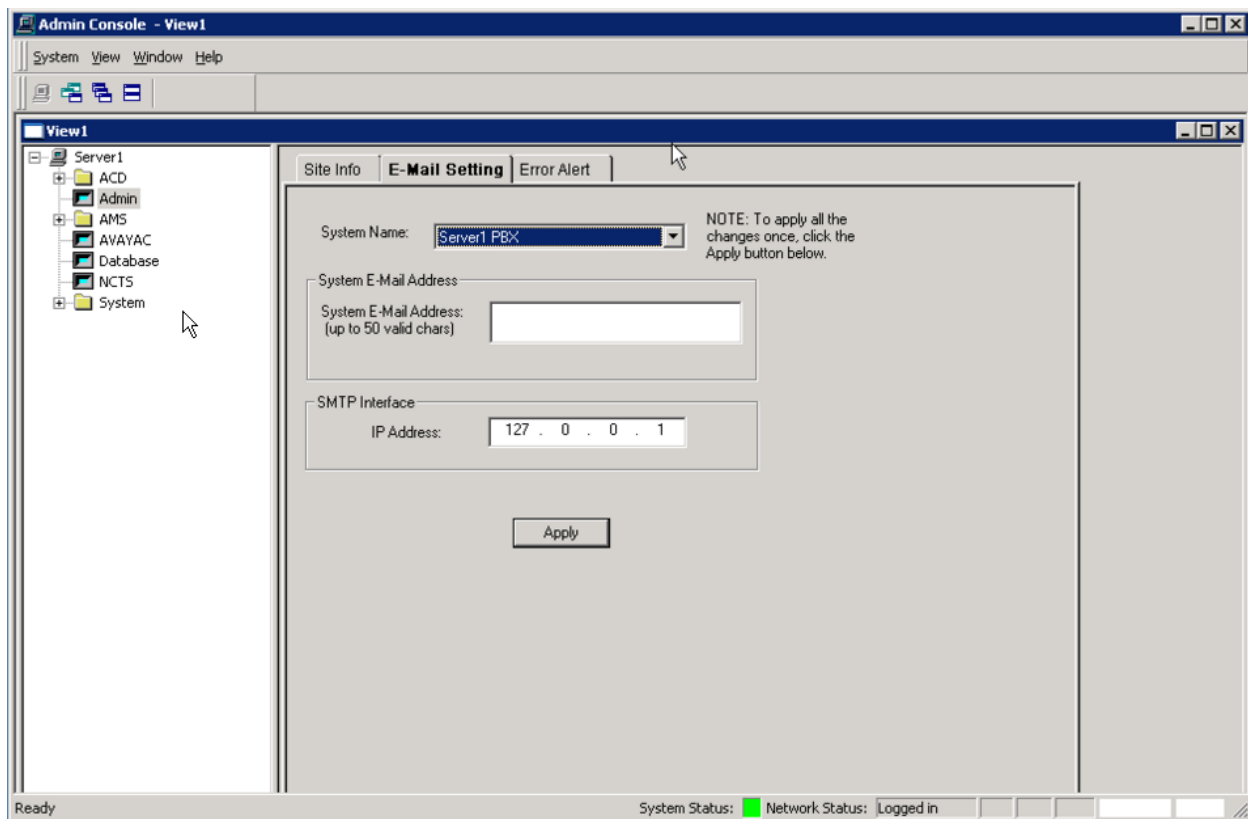 Admin Console - View1
System View Window Help
View1
Server1
ACD
Admin
AMS
AVAYAC
Database
NCTS
System
Site Info E-Mail Setting Error Alert
System Name: Server1 PBX
NOTE: To apply all the
changes once, click the
Apply button below.
System E-Mail Address
System E-Mail Address:
(up to 50 valid chars)
SMTP Interface
IP Address: 127 . 0 . 0 . 1
Apply
Ready System Status: Network Status: Logged in